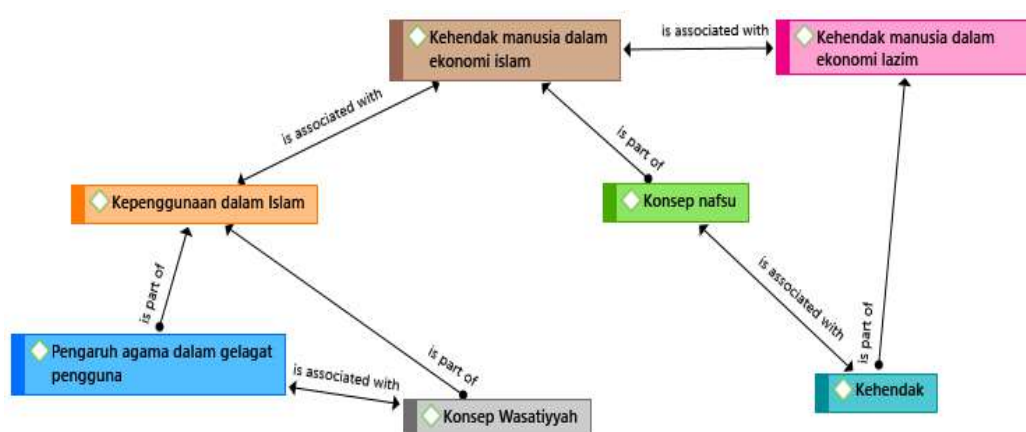 Kehendak manusia dalam
ekonomi islam
is associated with
Kehendak manusia dalam
ekonomi lazim
is associated with
is part of
Kepenggunaan dalam Islam
Konsep nafsu
is part of
is associated with
is part of
Pengaruh agama dalam gelagat
pengguna
is associated with
is part of
Konsep Wasatiyyah
Kehendak